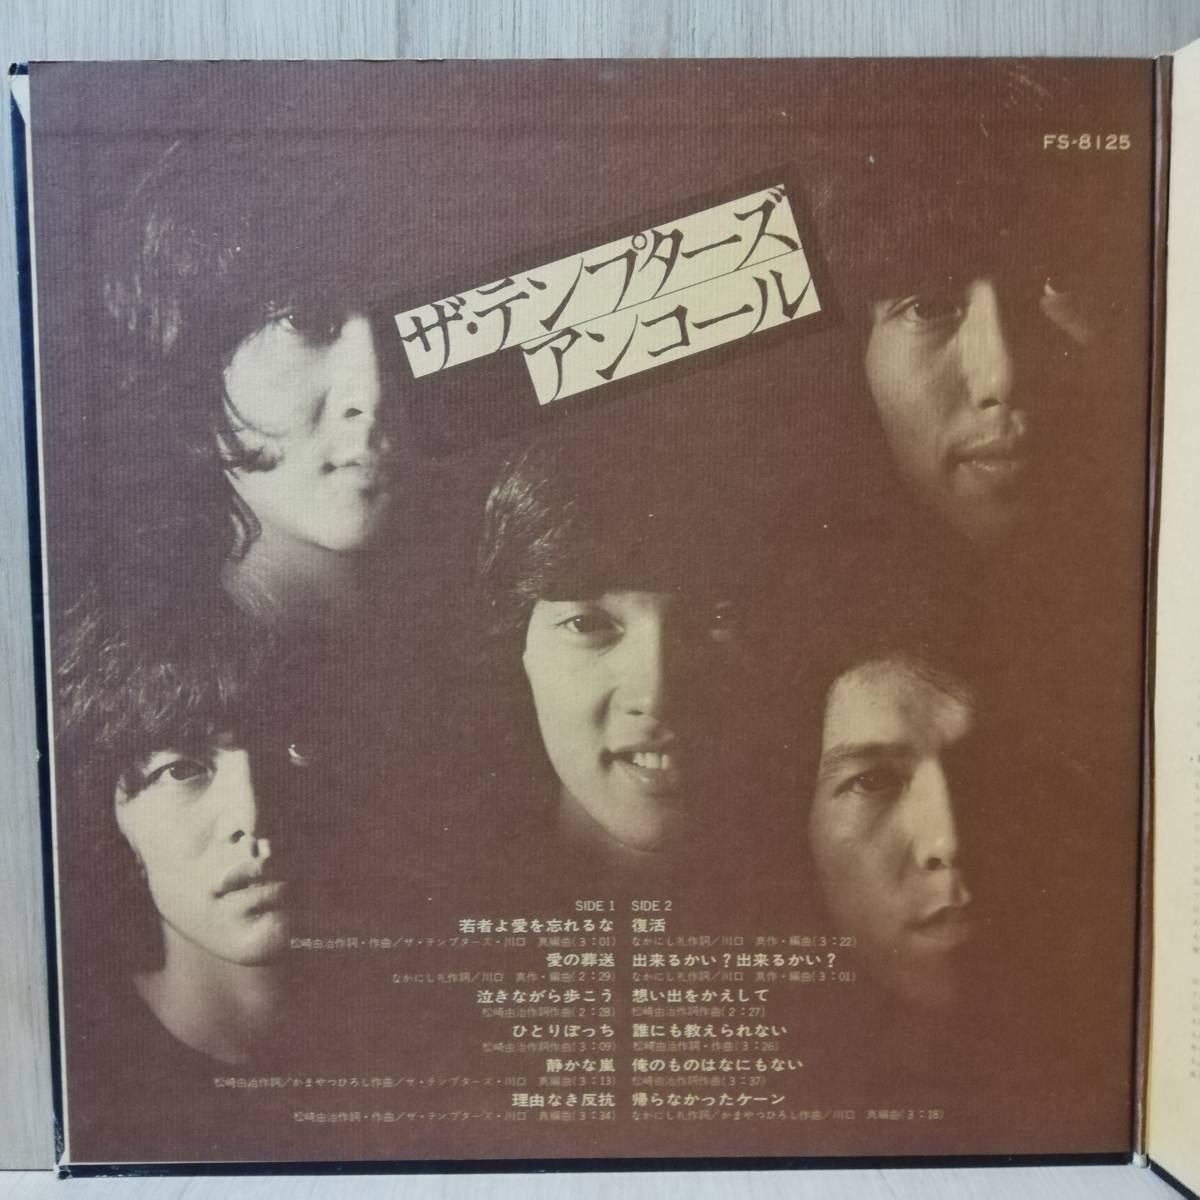 FS-8125
ザ・テンプターズ
アンコール
SIDE 1
若者よ愛を忘れるな
松崎由治作詞・作曲/ザ・テンプターズ・川口 真編曲(3:01)
愛の葬送
なかにし礼作詞/川口 真作・編曲(2:29)
泣きながら歩こう
松崎由治作詞作曲(2:28)
ひとりぼっち
松崎由治作詞作曲(3:09)
静かな嵐
松崎由治作詞/かまやつひろし作曲/ザ・テンプターズ・川口 真編曲(3:13)
理由なき反抗
松崎由治作詞・作曲/ザ・テンプターズ・川口 真編曲(3:34)
SIDE 2
復活
なかにし礼作詞/川口 真作・編曲(3:22)
出来るかい?出来るかい?
なかにし礼作詞/川口 真作・編曲(3:01)
想い出をかえして
松崎由治作詞作曲(2:27)
誰にも教えられない
松崎由治作詞・作曲(3:26)
俺のものはなにもない
松崎由治作詞作曲(3:37)
帰らなかったケーン
なかにし礼作詞/かまやつひろし作曲/川口 真編曲(3:18)